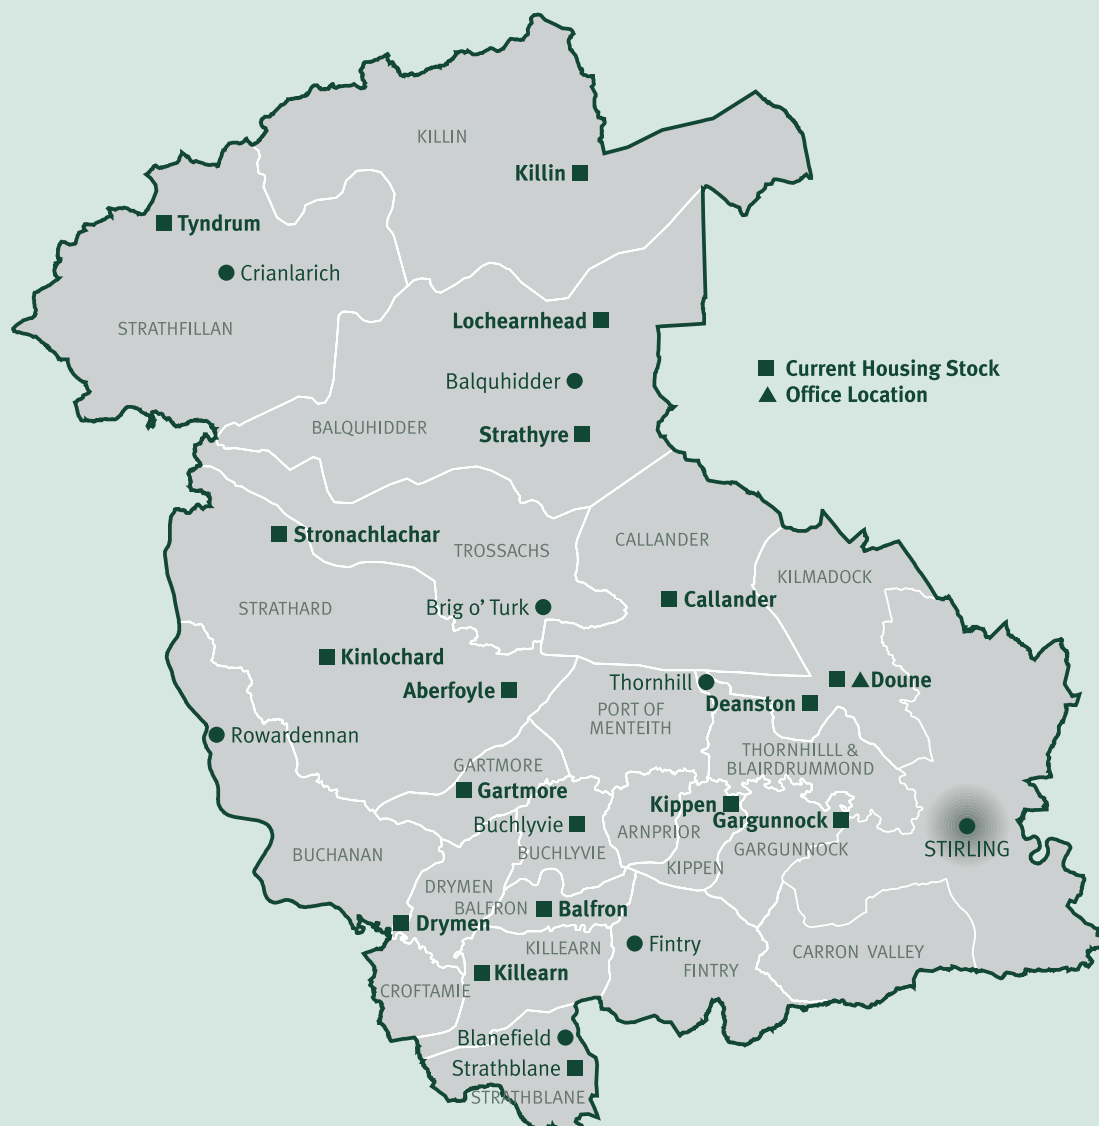 KILLIN
Killin
Tyndrum
Crianlarich
STRATHFILLAN
Lochearnhead
Current Housing Stock
Balquhidder
Office Location
BALQUHIDDER
Strathyre
Stronachlachar
TROSSACHS
CALLANDER
KILMADOCK
STRATHARD
Brig o’ Turk
Callander
Kinlochard
Aberfoyle
Thornhill
Doune
Deanston
PORT OF
MENTEITH
Rowardennan
THORNHILLL &
BLAIRDRUMMOND
GARTMORE
Gartmore
Kippen
Gargunnock
Buchlyvie
ARNPRIOR
STIRLING
BUCHANAN
BUCHLYVIE
GARGUNNOCK
KIPPEN
DRYMEN
BALFRON
Balfron
Drymen
KILLEARN
Fintry
CARRON VALLEY
Killearn
FINTRY
CROFTAMIE
Blanefield
Strathblane
STRATHBLANE